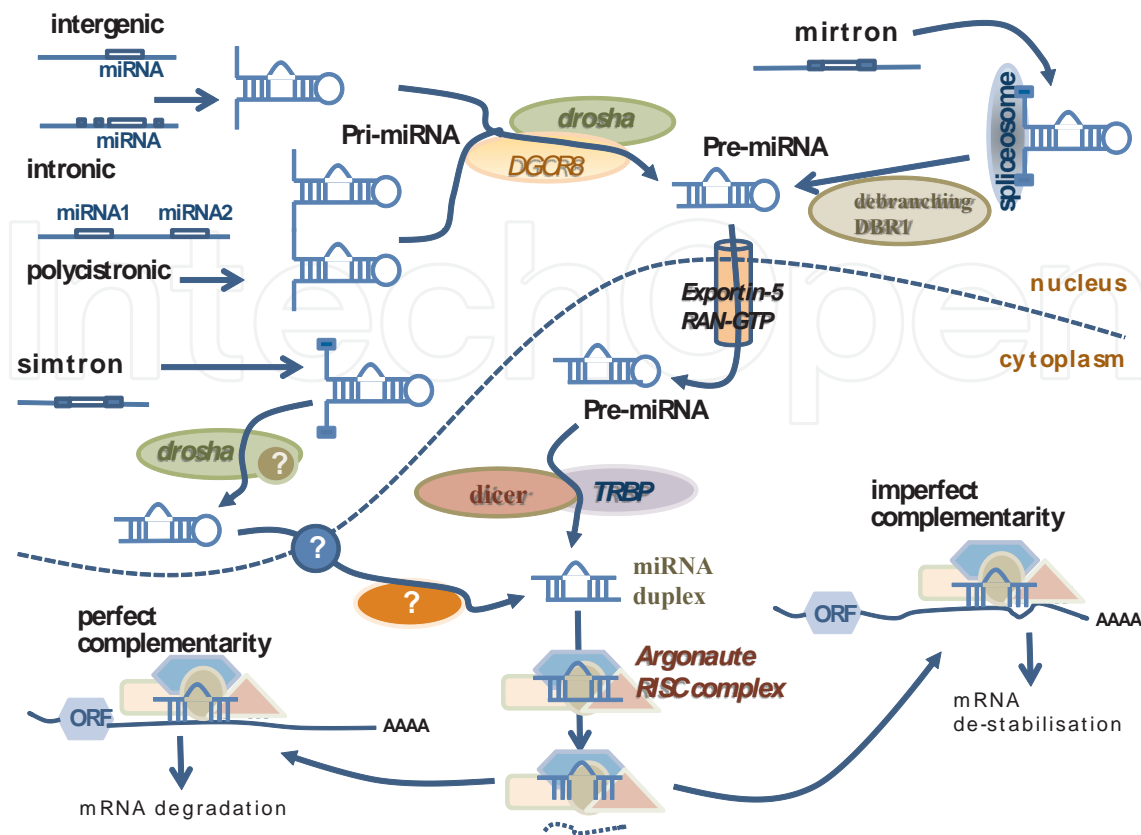 intergenic
miRNA
miRNA
intronic
miRNA1 miRNA2
polycistronic
Pri-miRNA
drosha
DGCR8
Pre-miRNA
mirtron
spliceosome
debranching
DBR1
nucleus
cytoplasm
Exportin-5
RAN-GTP
Pre-miRNA
simtron
drosha
?
?
?
dicer
TRBP
miRNA
duplex
Argonaute
RISC complex
imperfect
complementarity
ORF
AAAA
mRNA
de-stabilisation
perfect
complementarity
ORF
AAAA
mRNA degradation
IntechOpen